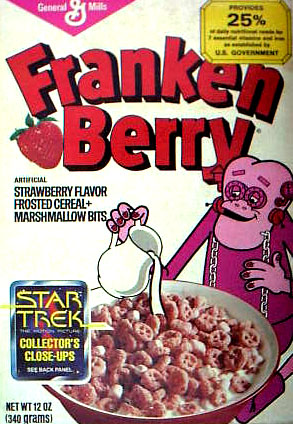 General G Mills
PROVIDES
25%
of daily nutritional needs for
7 essential vitamins and iron
as established by
U.S. GOVERNMENT
Franken
Berry
ARTIFICIAL
STRAWBERRY FLAVOR
FROSTED CEREAL+
MARSHMALLOW BITS
STAR
TREK
THE MOTION PICTURE
COLLECTOR'S
CLOSE-UPS
SEE BACK PANEL
NET WT 12 OZ
(340 grams)